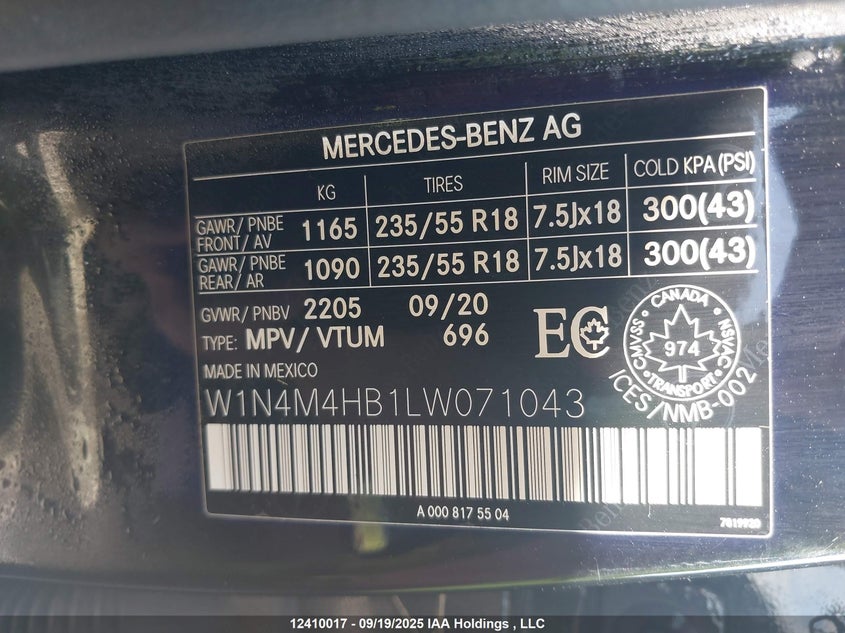 MERCEDES-BENZ AG
KG TIRES RIM SIZE COLD KPA (PSI)
GAWR/ PNBE FRONT/ AV 1165 235/55 R18 7.5Jx18 300(43)
GAWR/ PNBE REAR/ AR 1090 235/55 R18 7.5Jx18 300(43)
GVWR/ PNBV 2205 09/20
TYPE: MPV/ VTUM 696
EC
CANADA
CMVSS 974 NSVAC
TRANSPORT
ICES/NMB-002
MADE IN MEXICO
W1N4M4HB1LW071043
A 000 817 55 04
7819920
12410017 - 09/19/2025 IAA Holdings , LLC